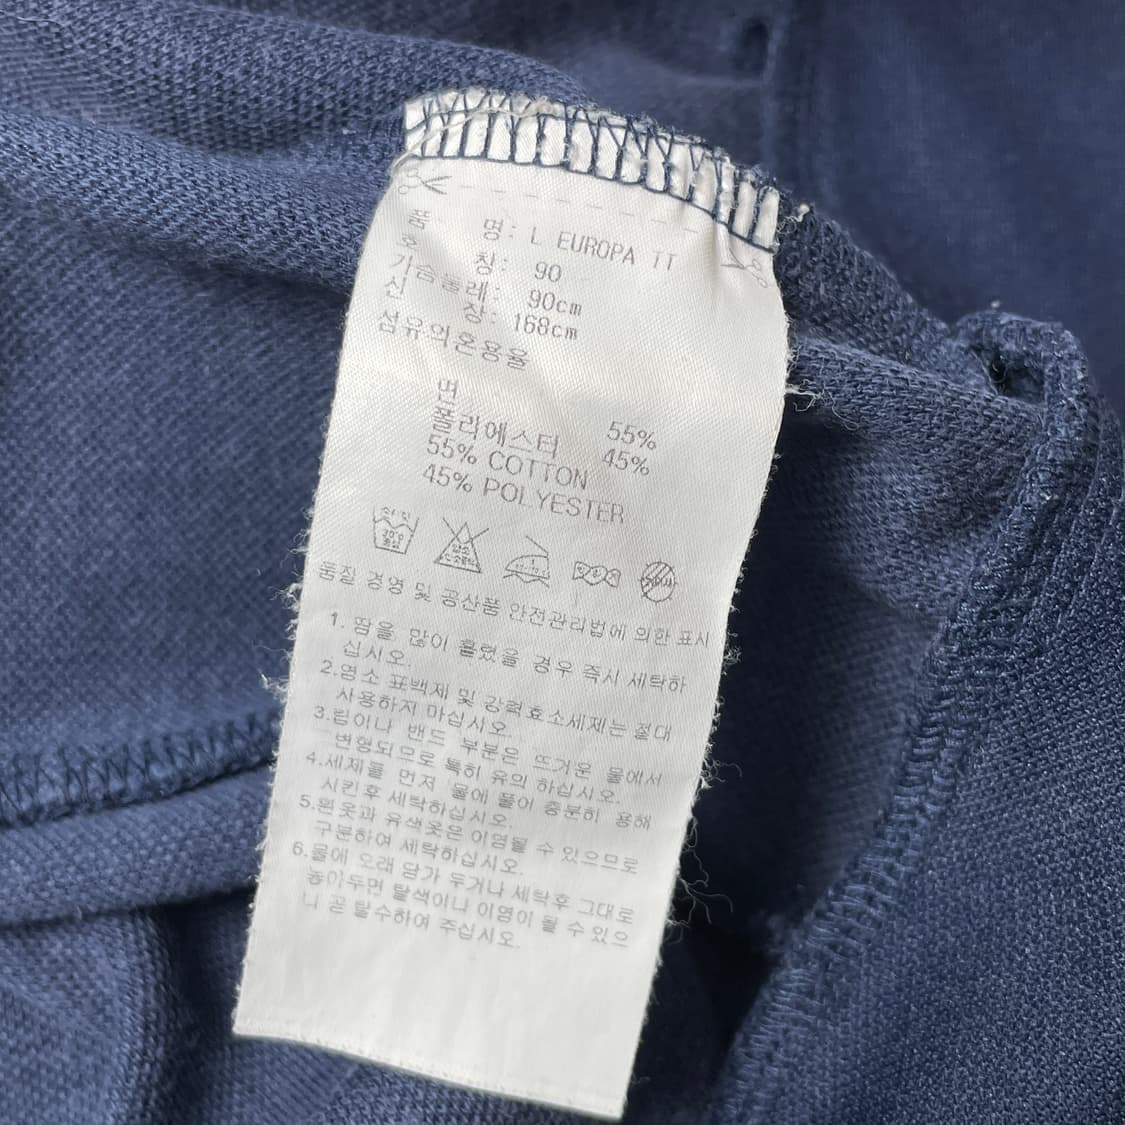 품 명: L EUROPA TT
호 칭: 90
가슴둘레: 90cm
신 장: 168cm
섬유의혼용율
면 55%
폴리에스터 45%
55% COTTON
45% POLYESTER
품질 경영 및 공산품 안전관리법에 의한 표시
1. 땀을 많이 흘렸을 경우 즉시 세탁하
십시오.
2.염소 표백제 및 강력효소세제는 절대
사용하지 마십시오.
3.립이나 밴드 부분은 뜨거운 물에서
변형되므로 특히 유의 하십시오.
4.세제를 먼저 물에 풀어 충분히 용해
시킨후 세탁하십시오.
5.흰옷과 유색옷은 이염될 수 있으므로
구분하여 세탁하십시오.
6.물에 오래 담가 두거나 세탁후 그대로
놓아두면 탈색이나 이염이 될 수 있으
니 곧 탈수하여 주십시오.